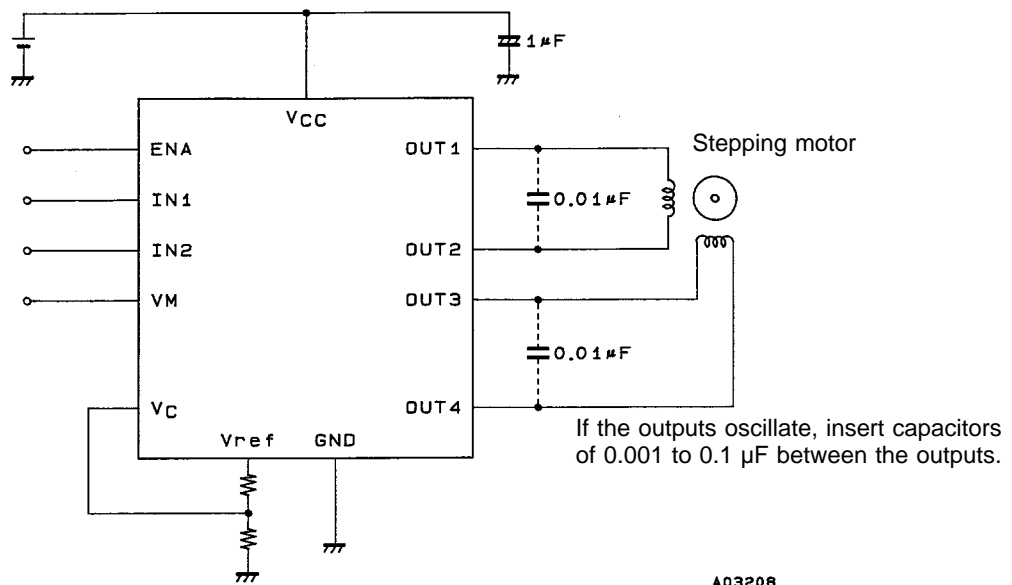 1µF
VCC
ENA
OUT1
Stepping motor
IN1
0.01µF
IN2
OUT2
VM
OUT3
0.01µF
VC
OUT4
Vref
GND
If the outputs oscillate, insert capacitors
of 0.001 to 0.1 µF between the outputs.
A03208